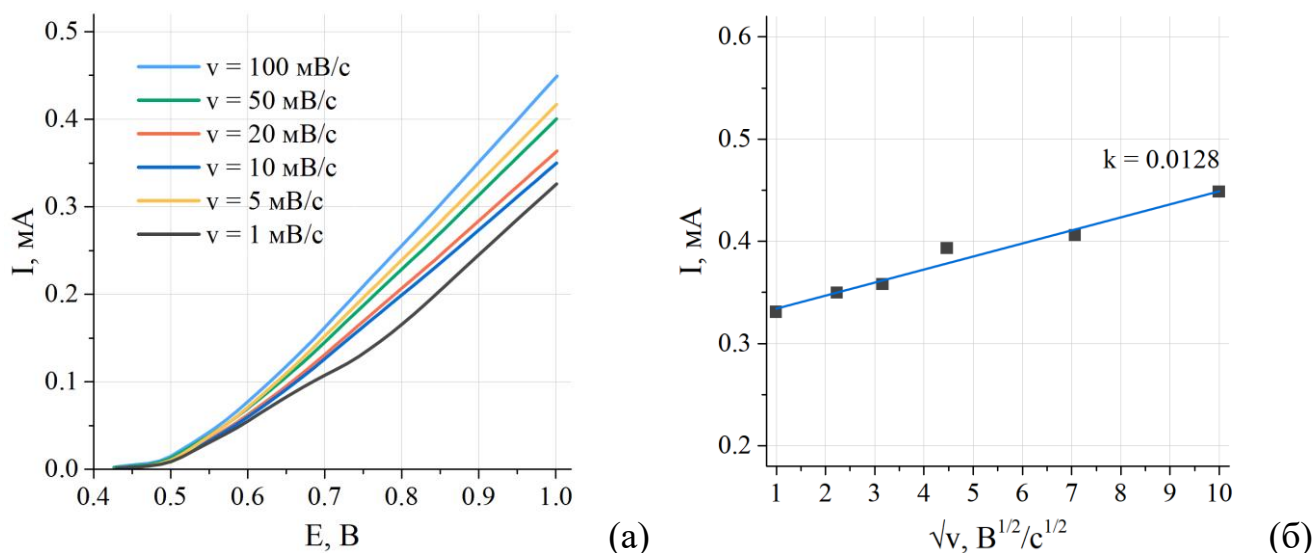 0.5
0.4
0.3
0.2
0.1
0.0
I, мА
v = 100 мВ/с
v = 50 мВ/с
v = 20 мВ/с
v = 10 мВ/с
v = 5 мВ/с
v = 1 мВ/с
0.4 0.5 0.6 0.7 0.8 0.9 1.0
E, В
(а)
0.6
0.5
0.4
0.3
0.2
I, мА
k = 0.0128
1 2 3 4 5 6 7 8 9 10
√v, В^1/2/с^1/2
(б)